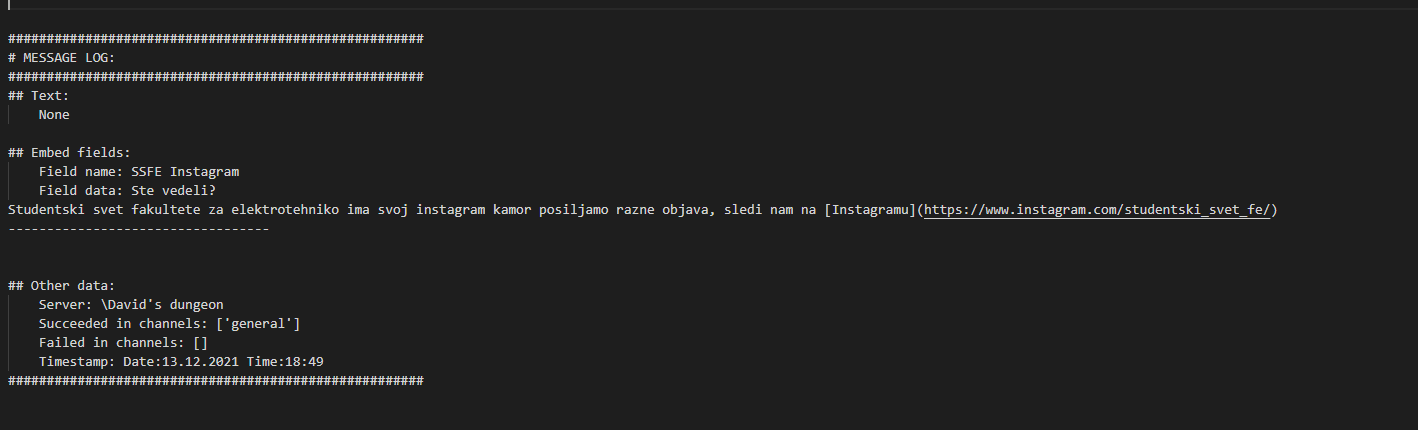 ######################################################
# MESSAGE LOG:
######################################################
## Text:
    None
## Embed fields:
    Field name: SSFE Instagram
    Field data: Ste vedeli?
Studentski svet fakultete za elektrotehniko ima svoj instagram kamor posiljamo razne objava, sledi nam na [Instagramu](https://www.instagram.com/studentski_svet_fe/)
----------------------------------
## Other data:
    Server: \David's dungeon
    Succeeded in channels: ['general']
    Failed in channels: []
    Timestamp: Date:13.12.2021 Time:18:49
######################################################